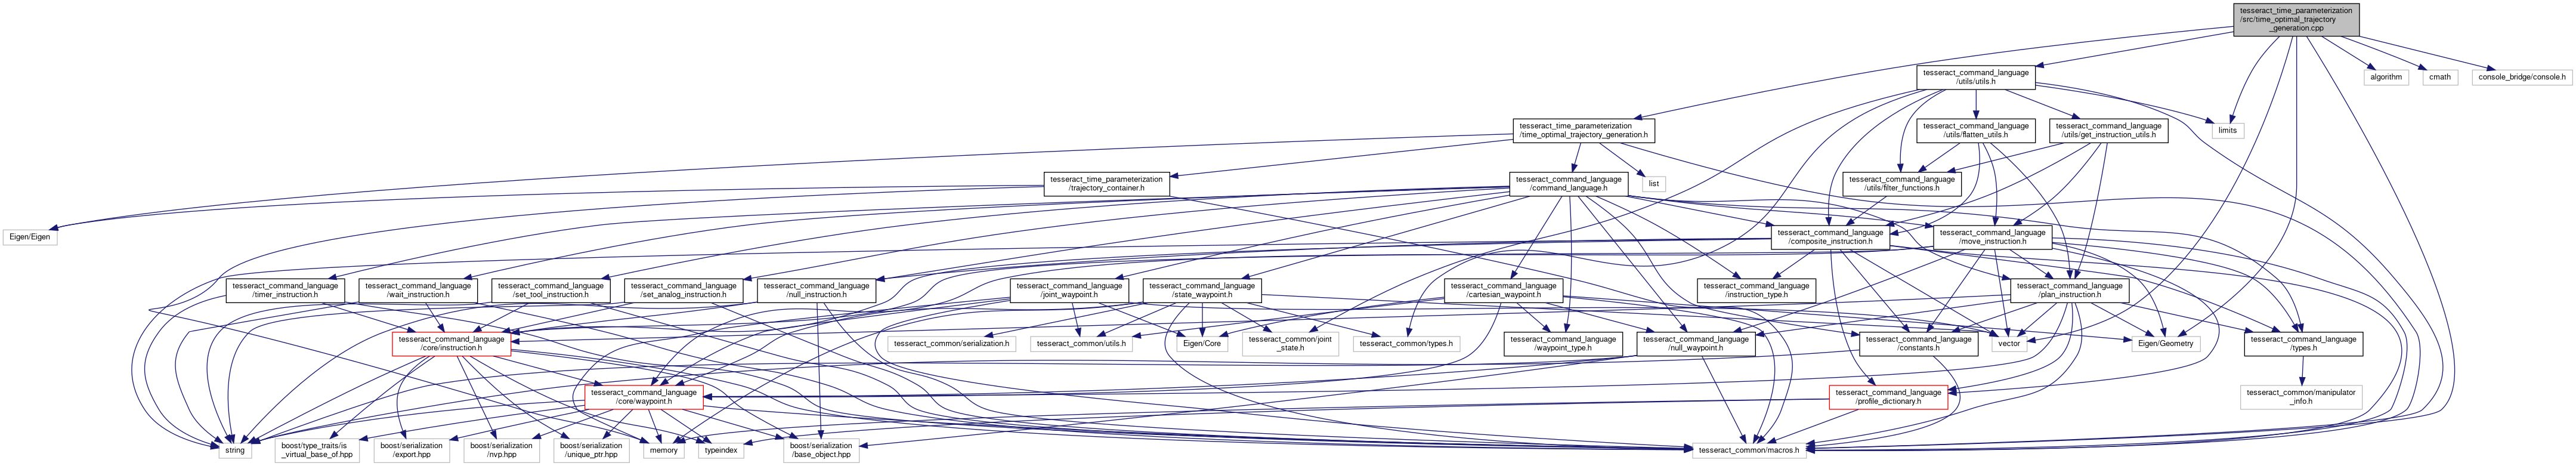 tesseract_time_parameterization
/src/time_optimal_trajectory
_generation.cpp
tesseract_command_language
/utils/utils.h
algorithm
cmath
console_bridge/console.h
tesseract_time_parameterization
/time_optimal_trajectory_generation.h
tesseract_command_language
/utils/flatten_utils.h
tesseract_command_language
/utils/get_instruction_utils.h
limits
tesseract_time_parameterization
/trajectory_container.h
tesseract_command_language
/command_language.h
list
tesseract_command_language
/utils/filter_functions.h
Eigen/Eigen
tesseract_command_language
/composite_instruction.h
tesseract_command_language
/move_instruction.h
tesseract_command_language
/timer_instruction.h
tesseract_command_language
/wait_instruction.h
tesseract_command_language
/set_tool_instruction.h
tesseract_command_language
/set_analog_instruction.h
tesseract_command_language
/null_instruction.h
tesseract_command_language
/joint_waypoint.h
tesseract_command_language
/state_waypoint.h
tesseract_command_language
/cartesian_waypoint.h
tesseract_command_language
/instruction_type.h
tesseract_command_language
/plan_instruction.h
tesseract_command_language
/core/instruction.h
tesseract_common/serialization.h
tesseract_common/utils.h
Eigen/Core
tesseract_common/joint
_state.h
tesseract_common/types.h
tesseract_command_language
/waypoint_type.h
tesseract_command_language
/null_waypoint.h
tesseract_command_language
/constants.h
vector
Eigen/Geometry
tesseract_command_language
/types.h
tesseract_command_language
/core/waypoint.h
tesseract_command_language
/profile_dictionary.h
tesseract_common/manipulator
_info.h
string
boost/type_traits/is
_virtual_base_of.hpp
boost/serialization
/export.hpp
boost/serialization
/nvp.hpp
boost/serialization
/unique_ptr.hpp
memory
typeindex
boost/serialization
/base_object.hpp
tesseract_common/macros.h